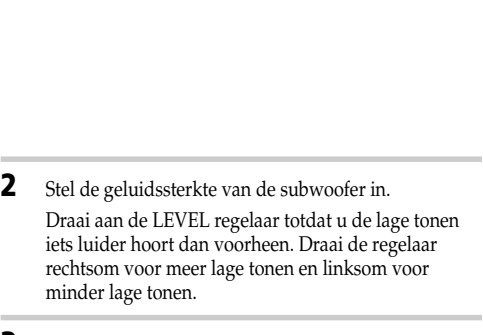 2 Stel de geluidssterkte van de subwoofer in.
Draai aan de LEVEL regelaar totdat u de lage tonen
iets luider hoort dan voorheen. Draai de regelaar
rechtsom voor meer lage tonen en linksom voor
minder lage tonen.